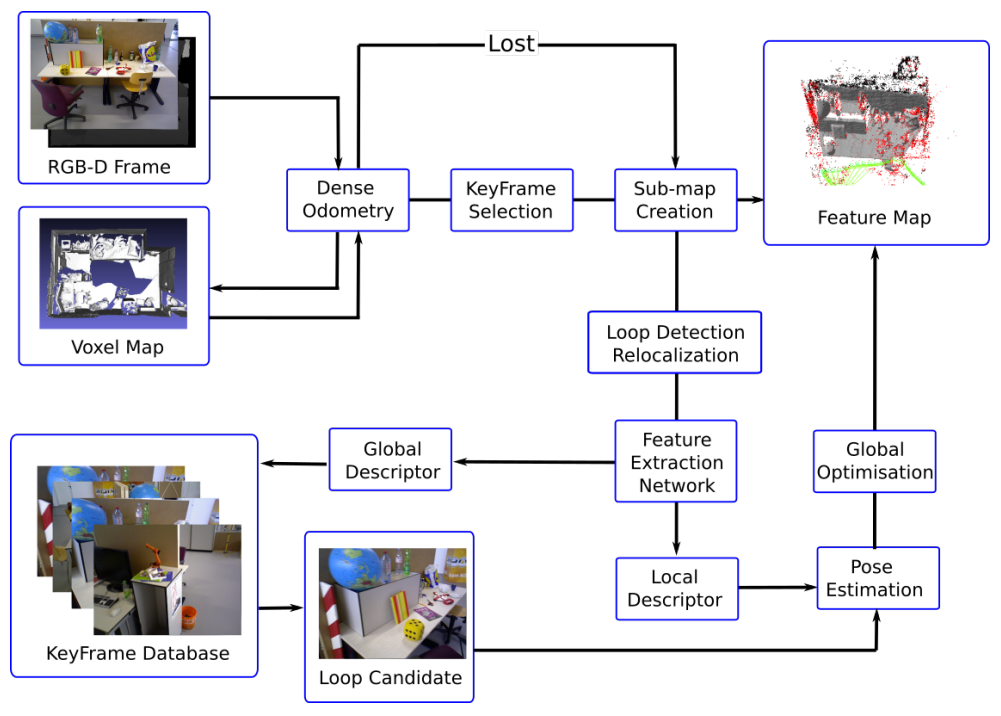 Lost
RGB-D Frame
Dense
Odometry
KeyFrame
Selection
Sub-map
Creation
Feature Map
Voxel Map
Loop Detection
Relocalization
Global
Descriptor
Feature
Extraction
Network
Global
Optimisation
Local
Descriptor
Pose
Estimation
KeyFrame Database
Loop Candidate